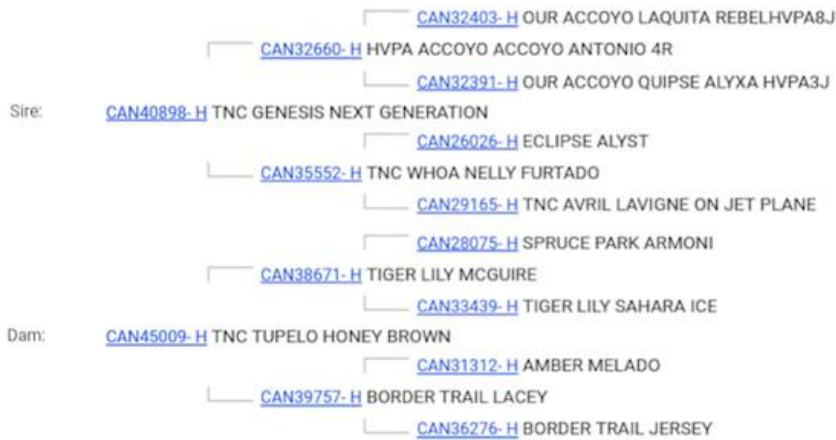 CAN32403- H OUR ACCOYO LAQUITA REBELHVPA8J
CAN32660- H HVPA ACCOYO ACCOYO ANTONIO 4R
CAN32391- H OUR ACCOYO QUIPSE ALYXA HVPA3J
Sire: CAN40898- H TNC GENESIS NEXT GENERATION
CAN26026- H ECLIPSE ALYST
CAN35552- H TNC WHOA NELLY FURTADO
CAN29165- H TNC AVRIL LAVIGNE ON JET PLANE
CAN28075- H SPRUCE PARK ARMONI
CAN38671- H TIGER LILY MCGUIRE
CAN33439- H TIGER LILY SAHARA ICE
Dam: CAN45009- H TNC TUPELO HONEY BROWN
CAN31312- H AMBER MELADO
CAN39757- H BORDER TRAIL LACEY
CAN36276- H BORDER TRAIL JERSEY